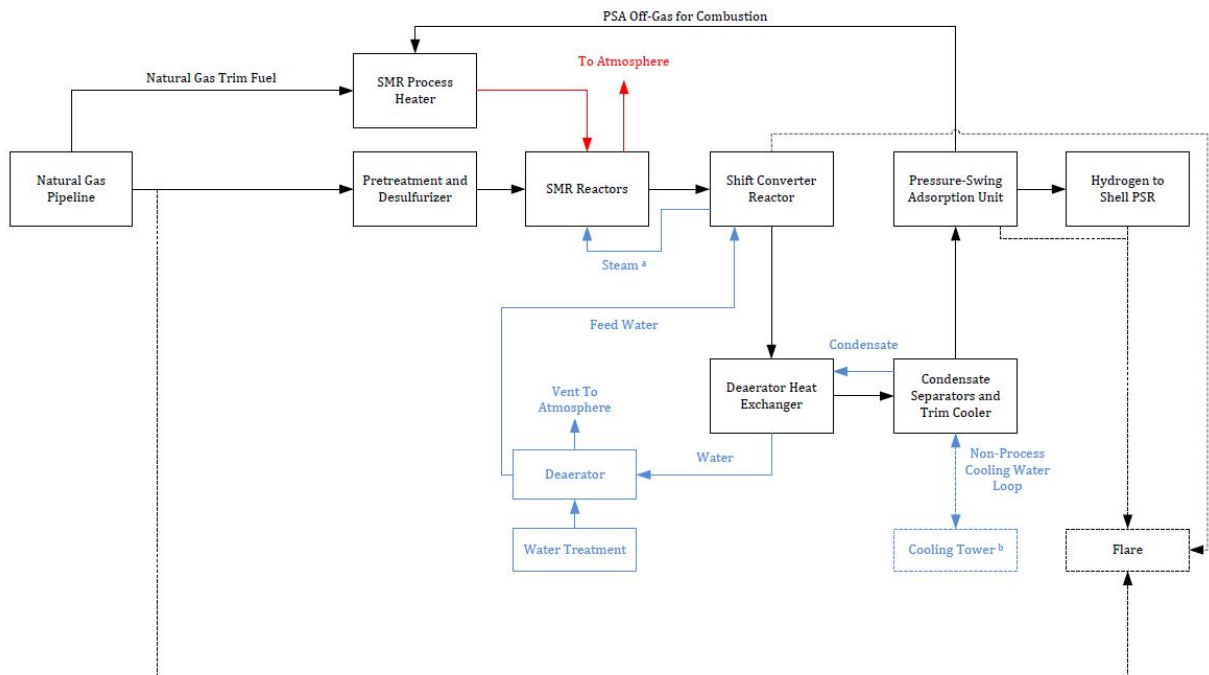 PSA Off-Gas for Combustion
Natural Gas Trim Fuel
SMR Process
Heater
To Atmosphere
Natural Gas
Pipeline
Pretreatment and
Desulfurizer
SMR Reactors
Shift Converter
Reactor
Pressure-Swing
Adsorption Unit
Hydrogen to
Shell PSR
Steam ᵃ
Feed Water
Condensate
Deaerator Heat
Exchanger
Condensate
Separators and
Trim Cooler
Vent To
Atmosphere
Water
Non-Process
Cooling Water
Loop
Deaerator
Water Treatment
Cooling Tower ᵇ
Flare